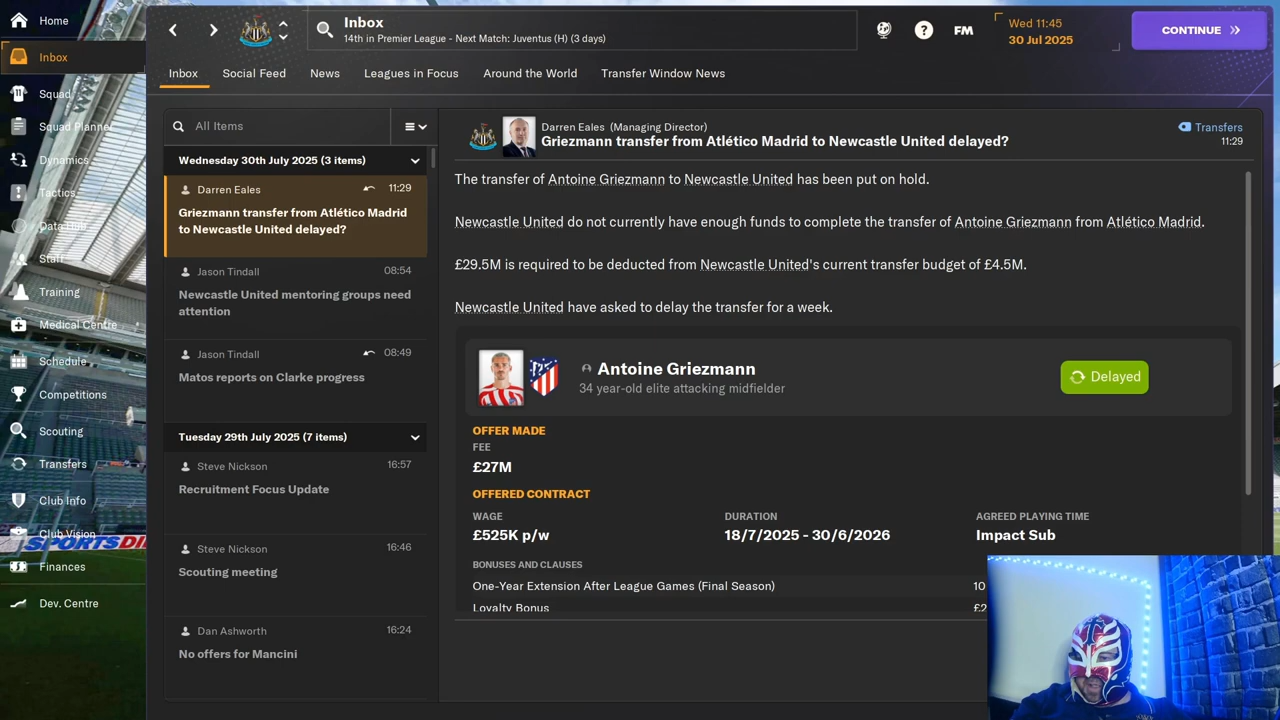 Home
Inbox
Squad
Squad Planner
Dynamics
Tactics
Data Hub
Staff
Training
Medical Centre
Schedule
Competitions
Scouting
Transfers
Club Info
Club Vision
SPORTS DI
Finances
Dev. Centre
Inbox
14th in Premier League - Next Match: Juventus (H) (3 days)
?
FM
Wed 11:45
30 Jul 2025
CONTINUE
Inbox
Social Feed
News
Leagues in Focus
Around the World
Transfer Window News
All Items
Wednesday 30th July 2025 (3 items)
Darren Eales
11:29
Griezmann transfer from Atlético Madrid
to Newcastle United delayed?
Jason Tindall
08:54
Newcastle United mentoring groups need
attention
Jason Tindall
08:49
Matos reports on Clarke progress
Tuesday 29th July 2025 (7 items)
Steve Nickson
16:57
Recruitment Focus Update
Steve Nickson
16:46
Scouting meeting
Dan Ashworth
16:24
No offers for Mancini
Darren Eales (Managing Director)
Griezmann transfer from Atlético Madrid to Newcastle United delayed?
Transfers
11:29
The transfer of Antoine Griezmann to Newcastle United has been put on hold.
Newcastle United do not currently have enough funds to complete the transfer of Antoine Griezmann from Atlético Madrid.
£29.5M is required to be deducted from Newcastle United's current transfer budget of £4.5M.
Newcastle United have asked to delay the transfer for a week.
Antoine Griezmann
34 year-old elite attacking midfielder
Delayed
OFFER MADE
FEE
£27M
OFFERED CONTRACT
WAGE
DURATION
AGREED PLAYING TIME
£525K p/w
18/7/2025 - 30/6/2026
Impact Sub
BONUSES AND CLAUSES
One-Year Extension After League Games (Final Season)
10
Loyalty Bonus
£2